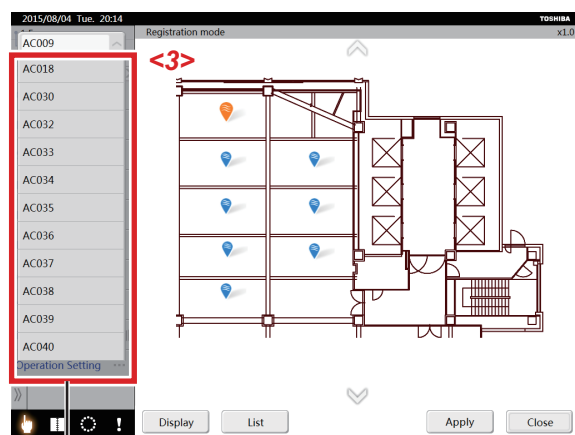 2015/08/04 Tue. 20:14
TOSHIBA
Registration mode
x1.0
AC009
<3>
AC018
AC030
AC032
AC033
AC034
AC035
AC036
AC037
AC038
AC039
AC040
Operation Setting ...
Display
List
Apply
Close